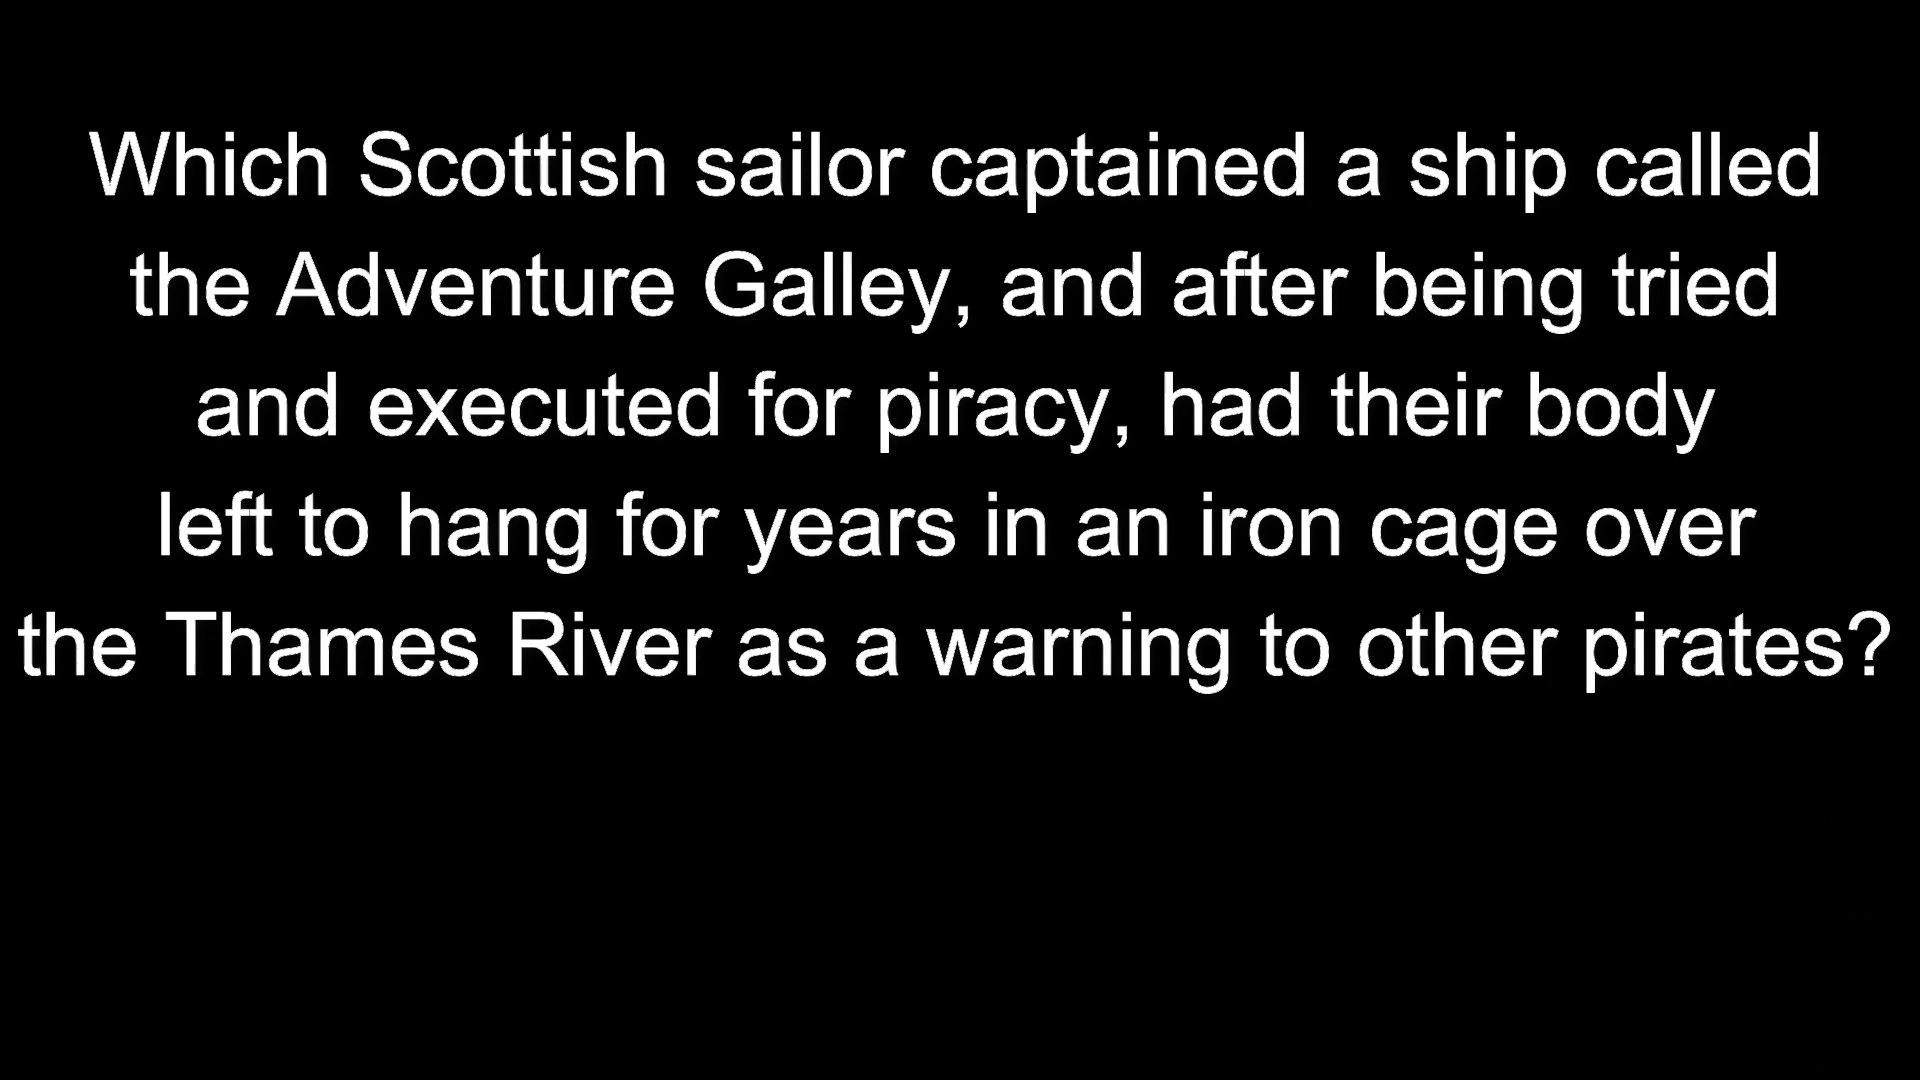 Which Scottish sailor captained a ship called
the Adventure Galley, and after being tried
and executed for piracy, had their body
left to hang for years in an iron cage over
the Thames River as a warning to other pirates?